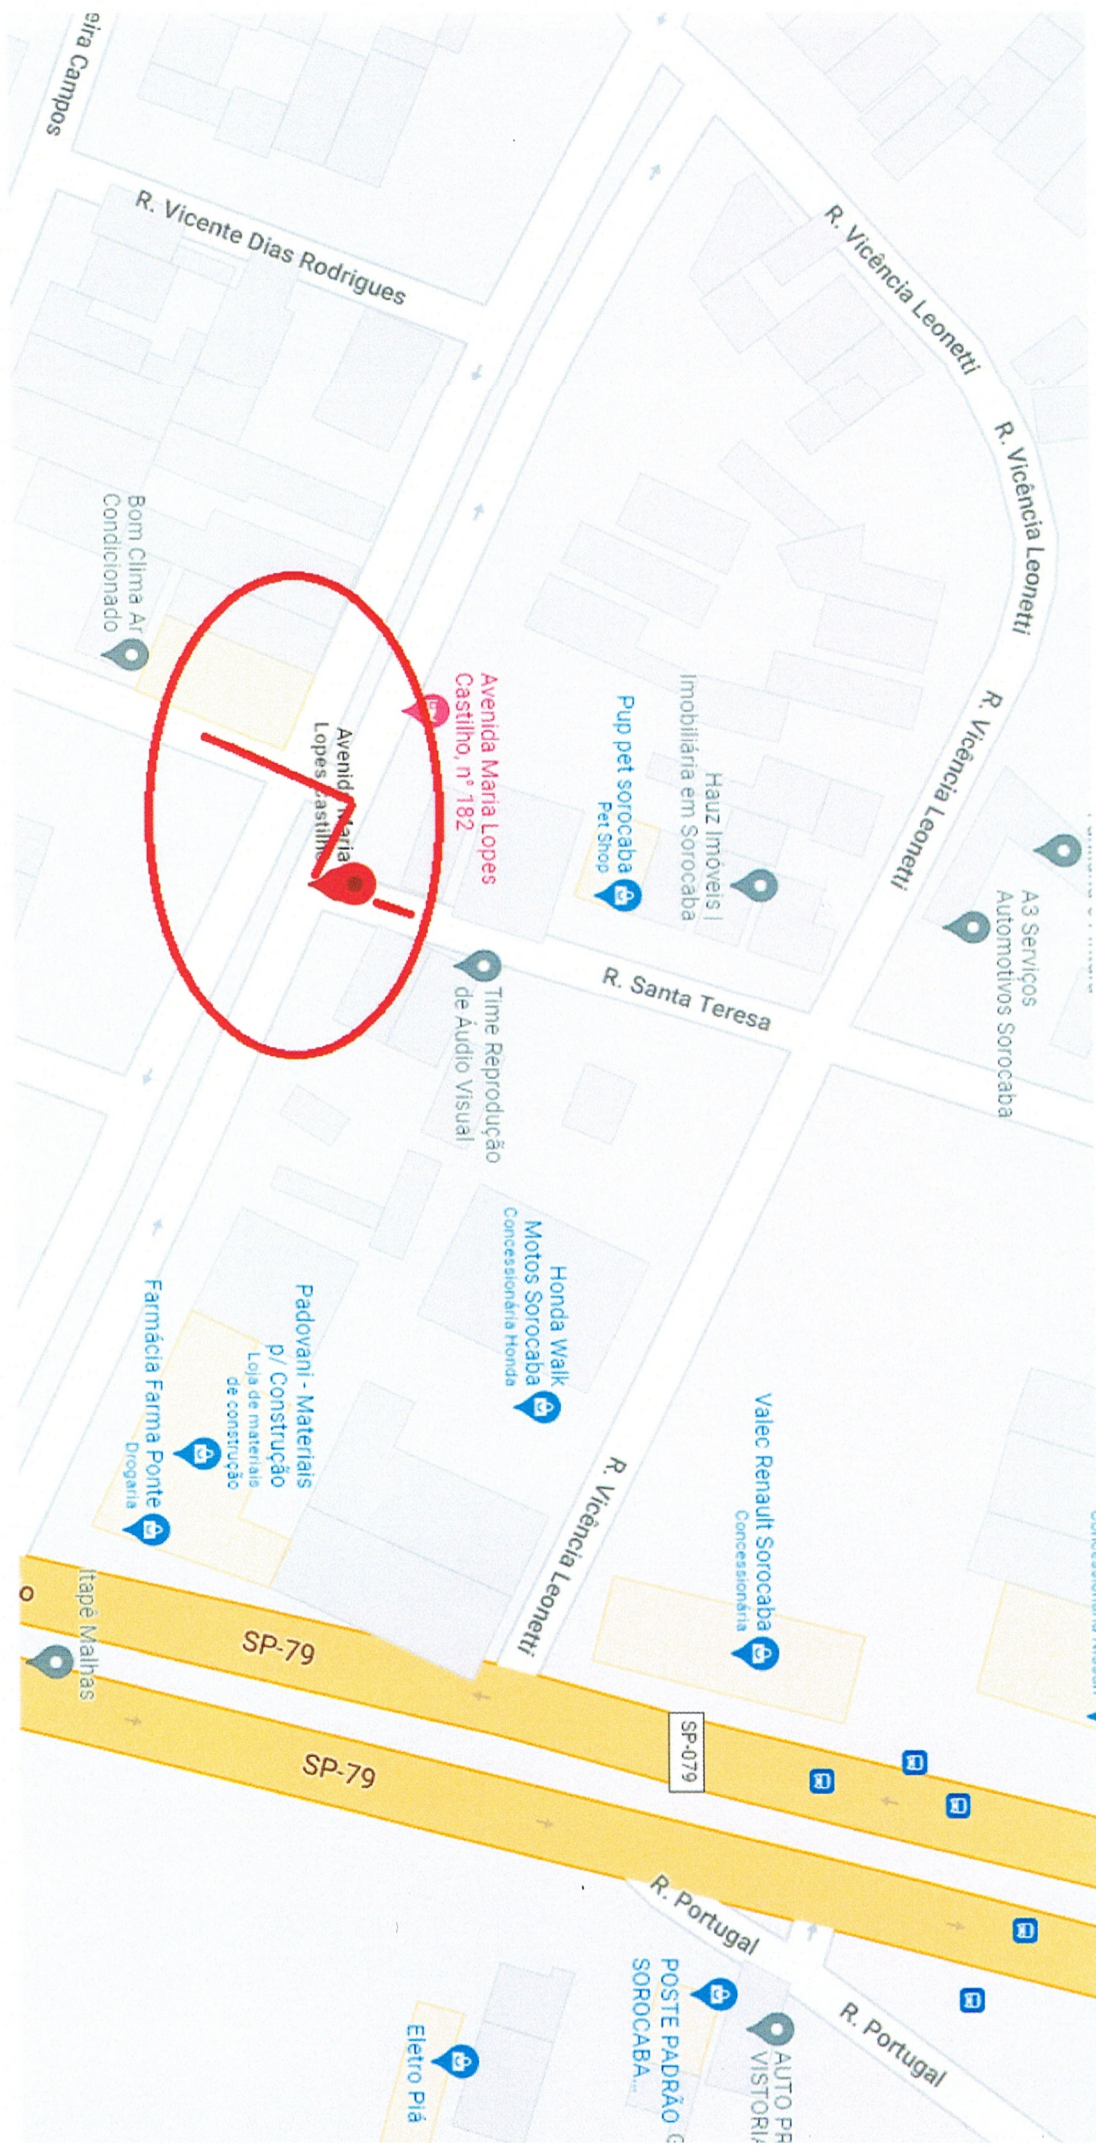 eira Campos
R. Vicente Dias Rodrigues
R. Vicência Leonetti
R. Vicência Leonetti
R. Vicência Leonetti
Bom Clima Ar
Condicionado
Avenida Maria Lopes
Castilho, nº 182
Avenida Maria
Lopes Castilho
Pup pet sorocaba
Pet Shop
Hauz Imóveis |
Imobiliária em Sorocaba
A3 Serviços
Automotivos Sorocaba
R. Santa Teresa
Time Reprodução
de Áudio Visual
Honda Walk
Motos Sorocaba
Concessionária Honda
Padovani - Materiais
p/ Construção
Loja de materiais
de construção
Farmácia Farma Ponte
Drogaria
Valec Renault Sorocaba
Concessionária
R. Vicência Leonetti
Itapê Malhas
SP-79
SP-79
SP-079
R. Portugal
R. Portugal
POSTE PADRÃO G
SOROCABA...
AUTO PR
VISTORIA
Eletro Piá